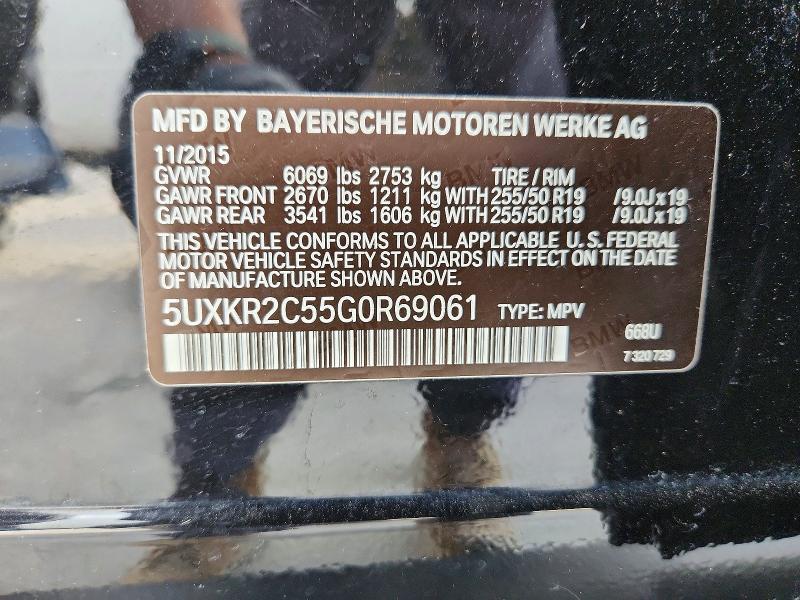 MFD BY BAYERISCHE MOTOREN WERKE AG
11/2015
GVWR 6069 lbs 2753 kg TIRE / RIM
GAWR FRONT 2670 lbs 1211 kg WITH 255/50 R19 /9.0J x 19
GAWR REAR 3541 lbs 1606 kg WITH 255/50 R19 /9.0J x 19
THIS VEHICLE CONFORMS TO ALL APPLICABLE U. S. FEDERAL
MOTOR VEHICLE SAFETY STANDARDS IN EFFECT ON THE DATE
OF MANUFACTURE SHOWN ABOVE.
5UXKR2C55G0R69061 TYPE: MPV
668U
7 320 729